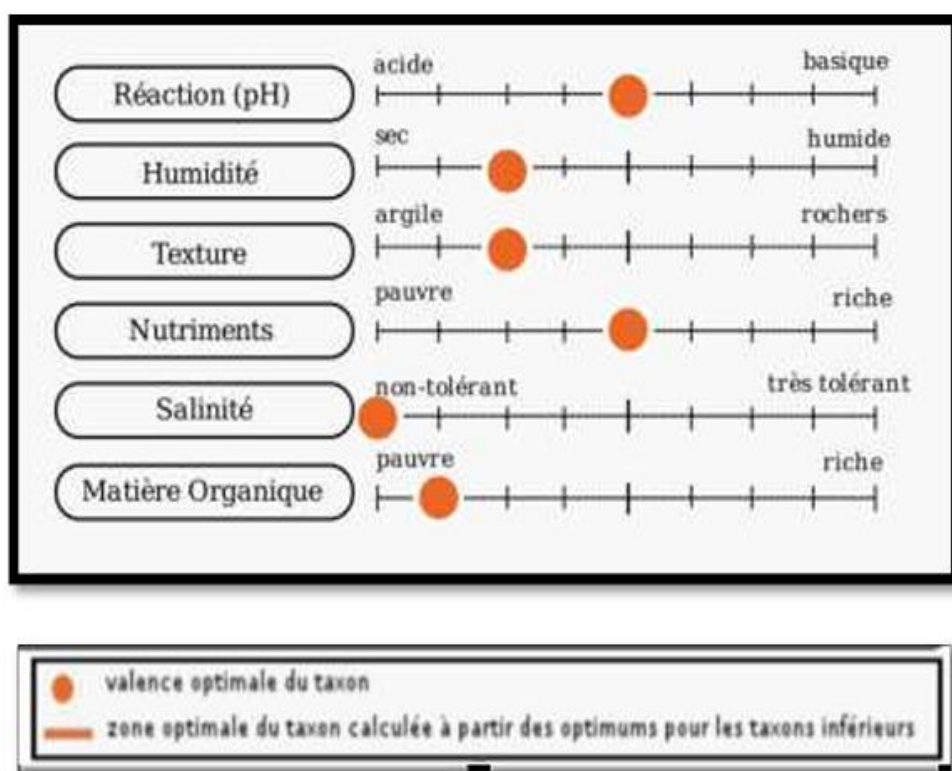 acide
basique
Réaction (pH)
sec
humide
Humidité
argile
rochers
Texture
pauvre
riche
Nutriments
non-tolérant
très tolérant
Salinité
pauvre
riche
Matière Organique
valence optimale du taxon
zone optimale du taxon calculée à partir des optimums pour les taxons inférieurs